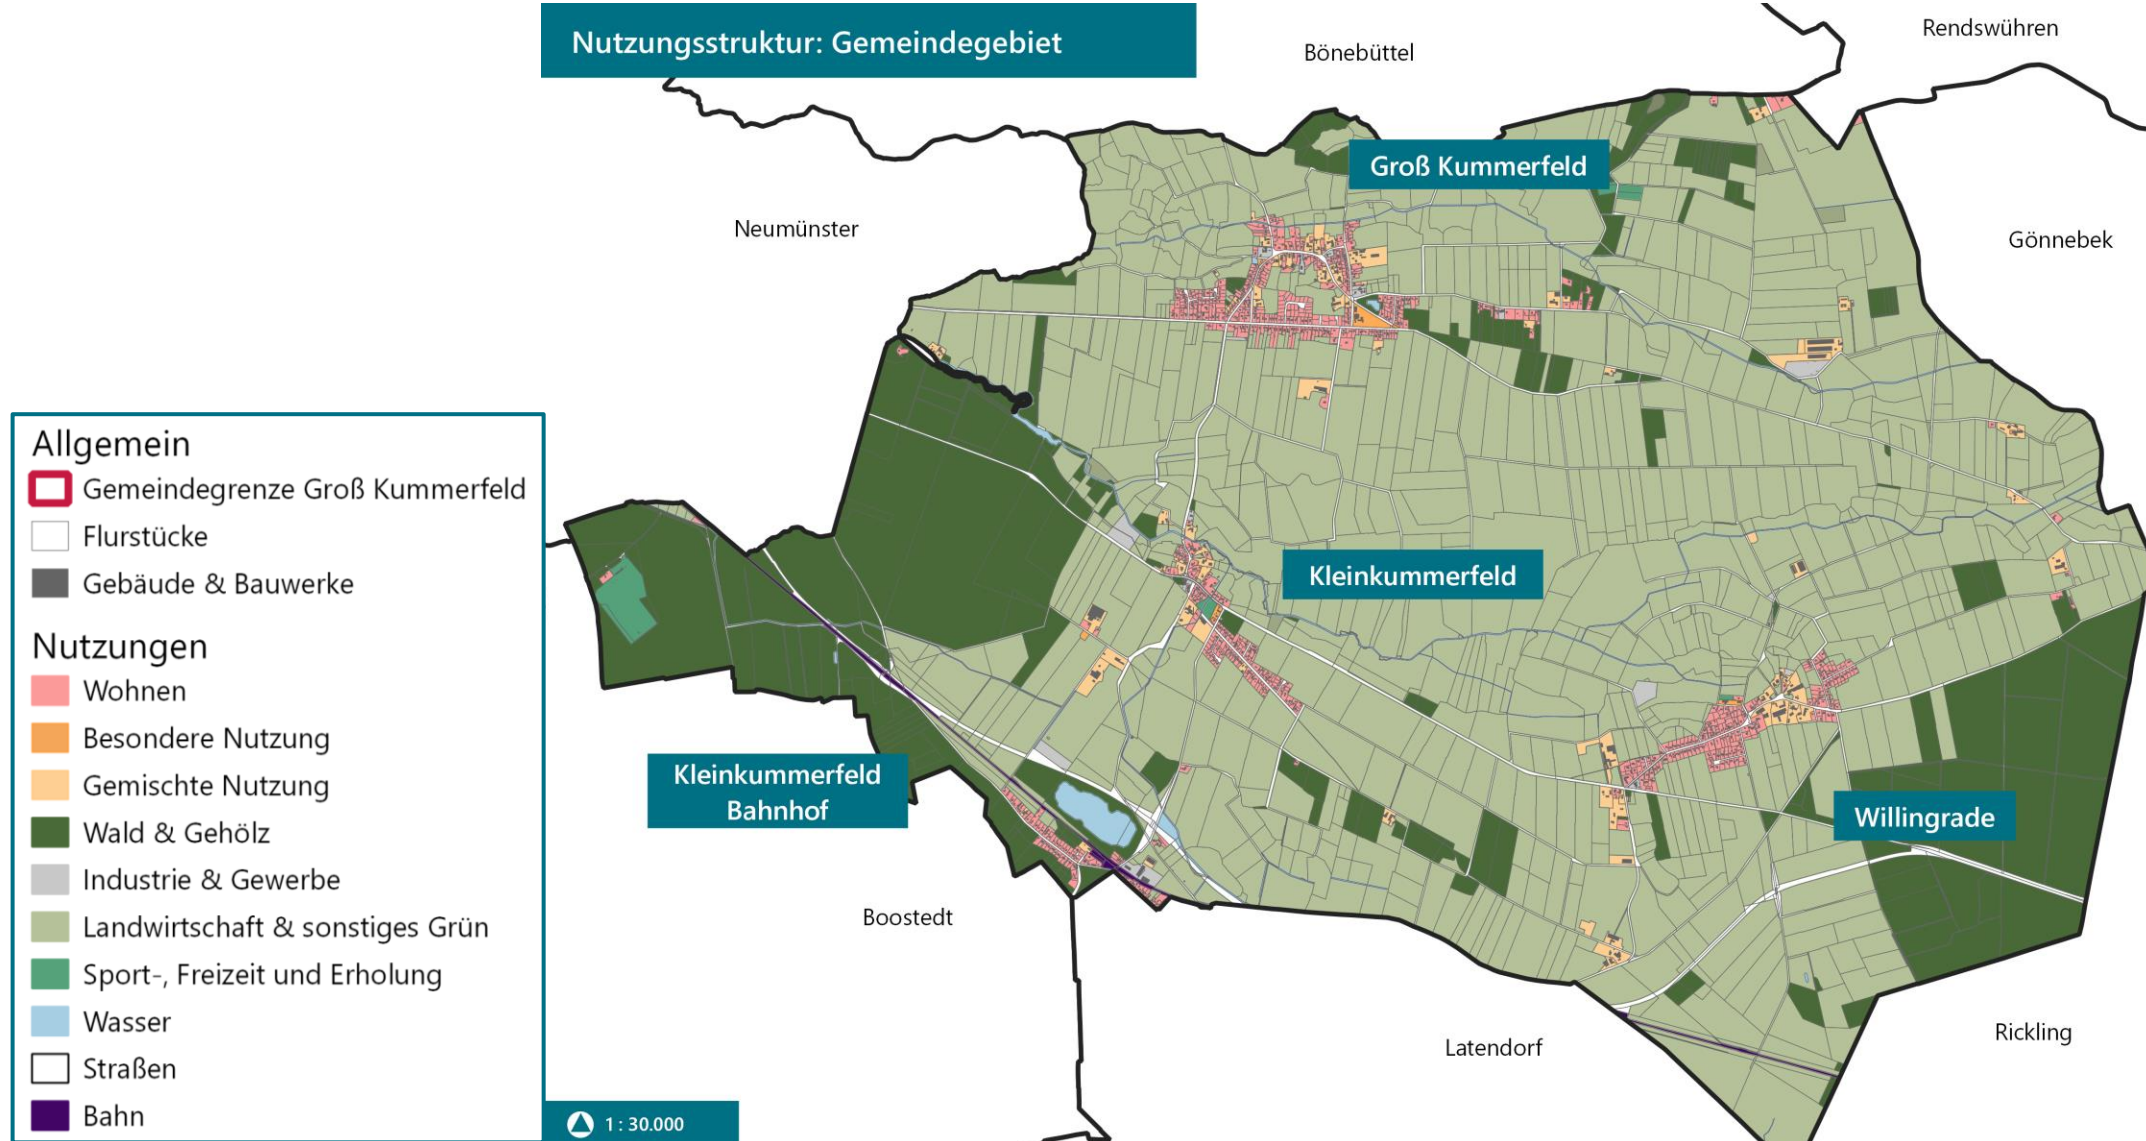 Nutzungsstruktur: Gemeindegebiet
Bönebüttel
Rendswühren
Groß Kummerfeld
Neumünster
Gönnebek
Allgemein
Gemeindegrenze Groß Kummerfeld
Flurstücke
Gebäude & Bauwerke
Nutzungen
Wohnen
Besondere Nutzung
Gemischte Nutzung
Wald & Gehölz
Industrie & Gewerbe
Landwirtschaft & sonstiges Grün
Sport-, Freizeit und Erholung
Wasser
Straßen
Bahn
Kleinkummerfeld
Kleinkummerfeld
Bahnhof
Willingrade
Boostedt
Latendorf
Rickling
1 : 30.000